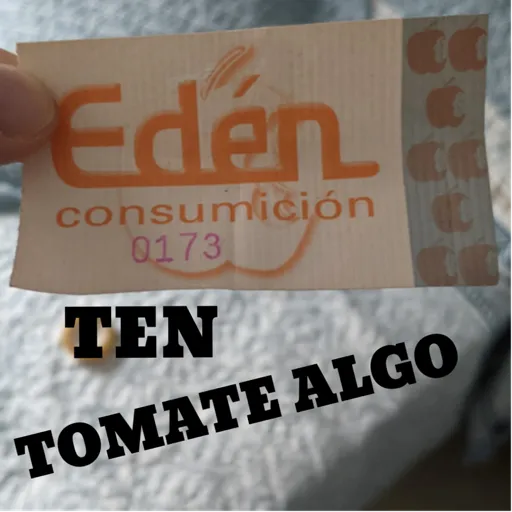 Edén
consumición
0173
TEN
TOMATE ALGO